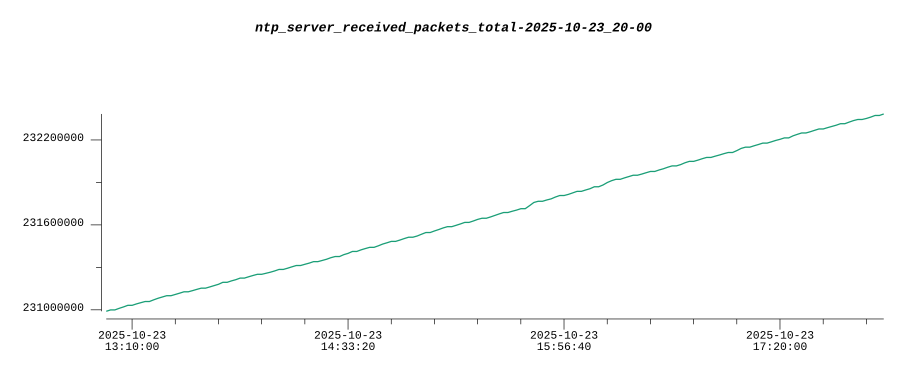 ntp_server_received_packets_total-2025-10-23_20-00
232200000
231600000
231000000
2025-10-23 2025-10-23 2025-10-23 2025-10-23
13:10:00 14:33:20 15:56:40 17:20:00